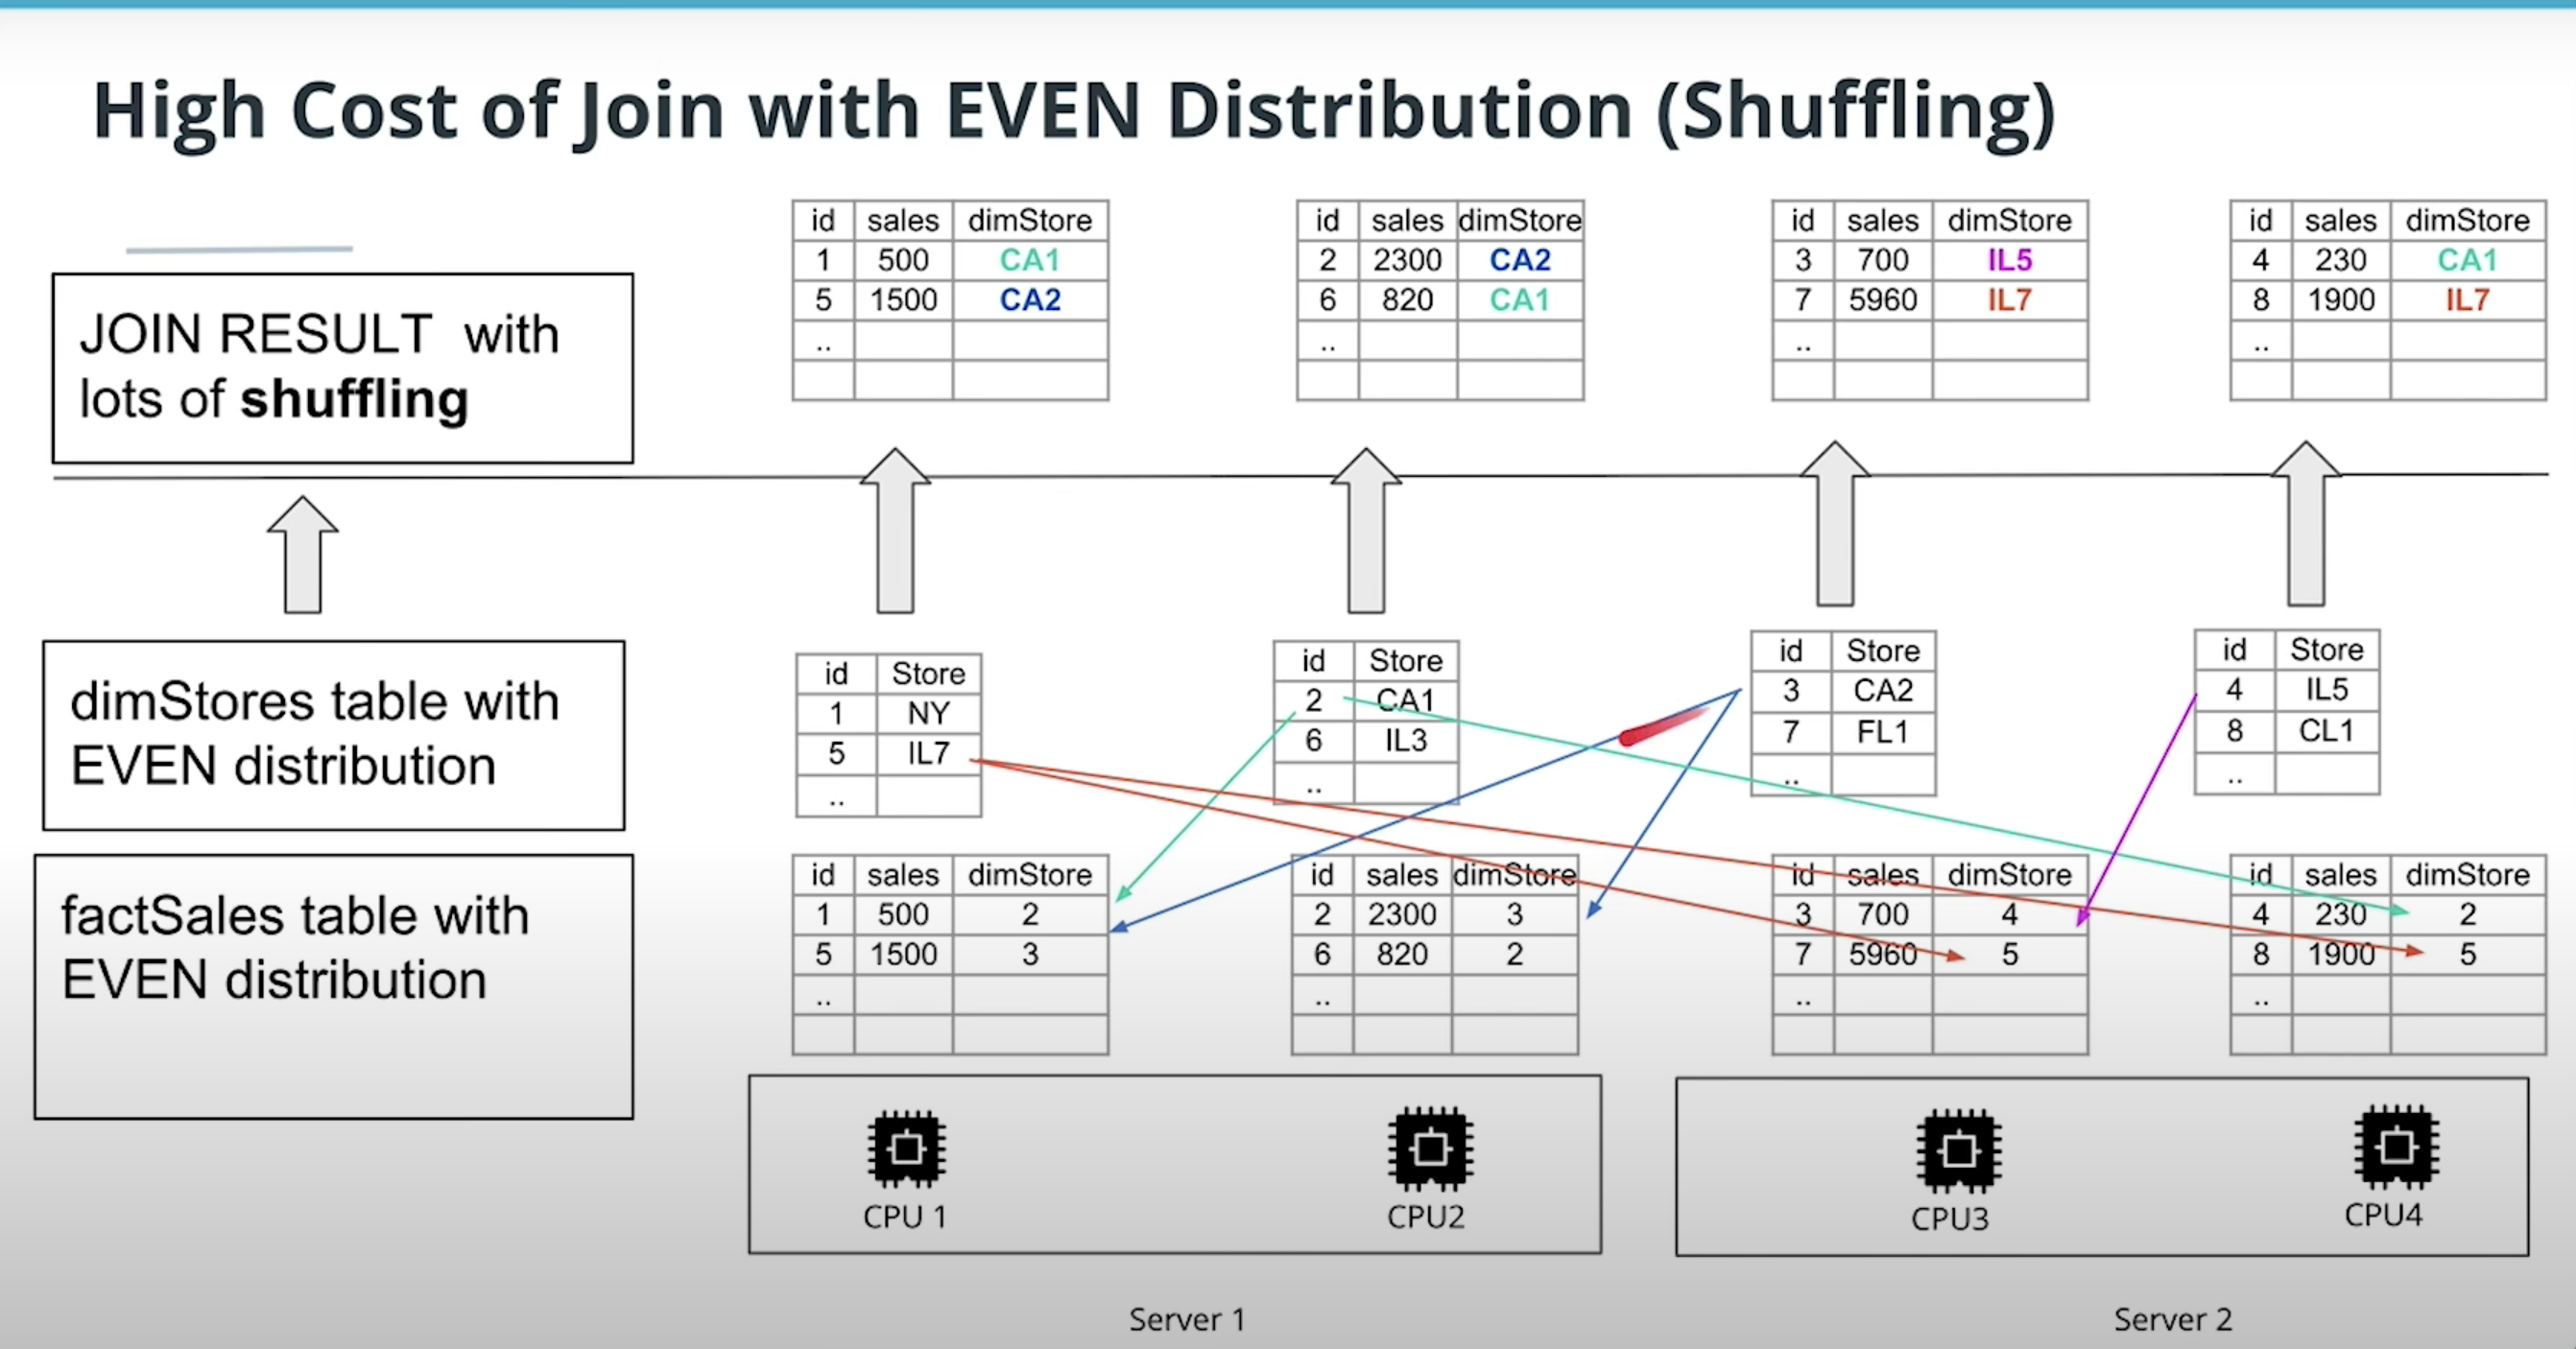 High Cost of Join with EVEN Distribution (Shuffling)
JOIN RESULT with
lots of shuffling
id sales dimStore
1 500 CA1
5 1500 CA2
..
id sales dimStore
2 2300 CA2
6 820 CA1
..
id sales dimStore
3 700 IL5
7 5960 IL7
..
id sales dimStore
4 230 CA1
8 1900 IL7
..
dimStores table with
EVEN distribution
id Store
1 NY
5 IL7
..
id Store
2 CA1
6 IL3
..
id Store
3 CA2
7 FL1
..
id Store
4 IL5
8 CL1
..
factSales table with
EVEN distribution
id sales dimStore
1 500 2
5 1500 3
..
id sales dimStore
2 2300 3
6 820 2
..
id sales dimStore
3 700 4
7 5960 5
..
id sales dimStore
4 230 2
8 1900 5
..
CPU 1
CPU2
CPU3
CPU4
Server 1
Server 2